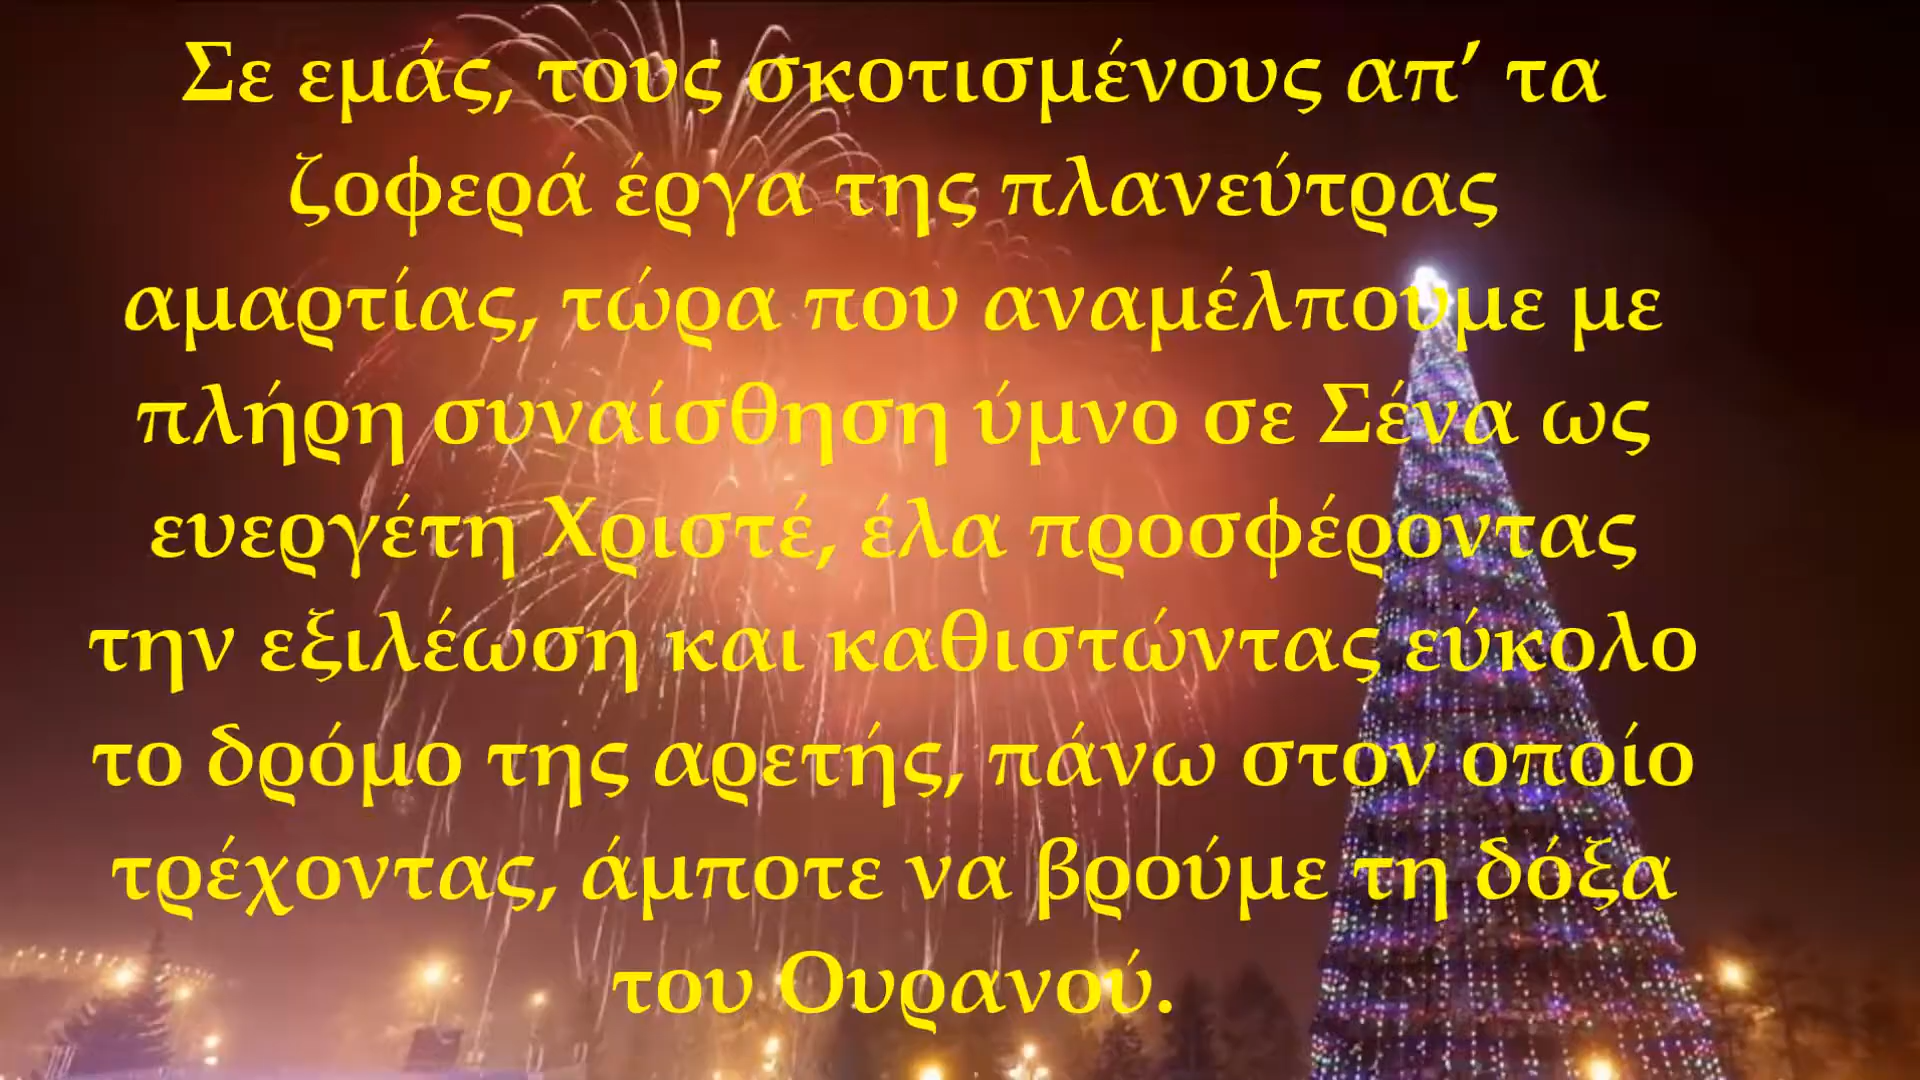 Σε εμάς, τους σκοτισμένους απ’ τα
ζοφερά έργα της πλανεύτρας
αμαρτίας, τώρα που αναμέλπουμε με
πλήρη συναίσθηση ύμνο σε Σένα ως
ευεργέτη Χριστέ, έλα προσφέροντας
την εξιλέωση και καθιστώντας εύκολο
το δρόμο της αρετής, πάνω στον οποίο
τρέχοντας, άμποτε να βρούμε τη δόξα
του Ουρανού.